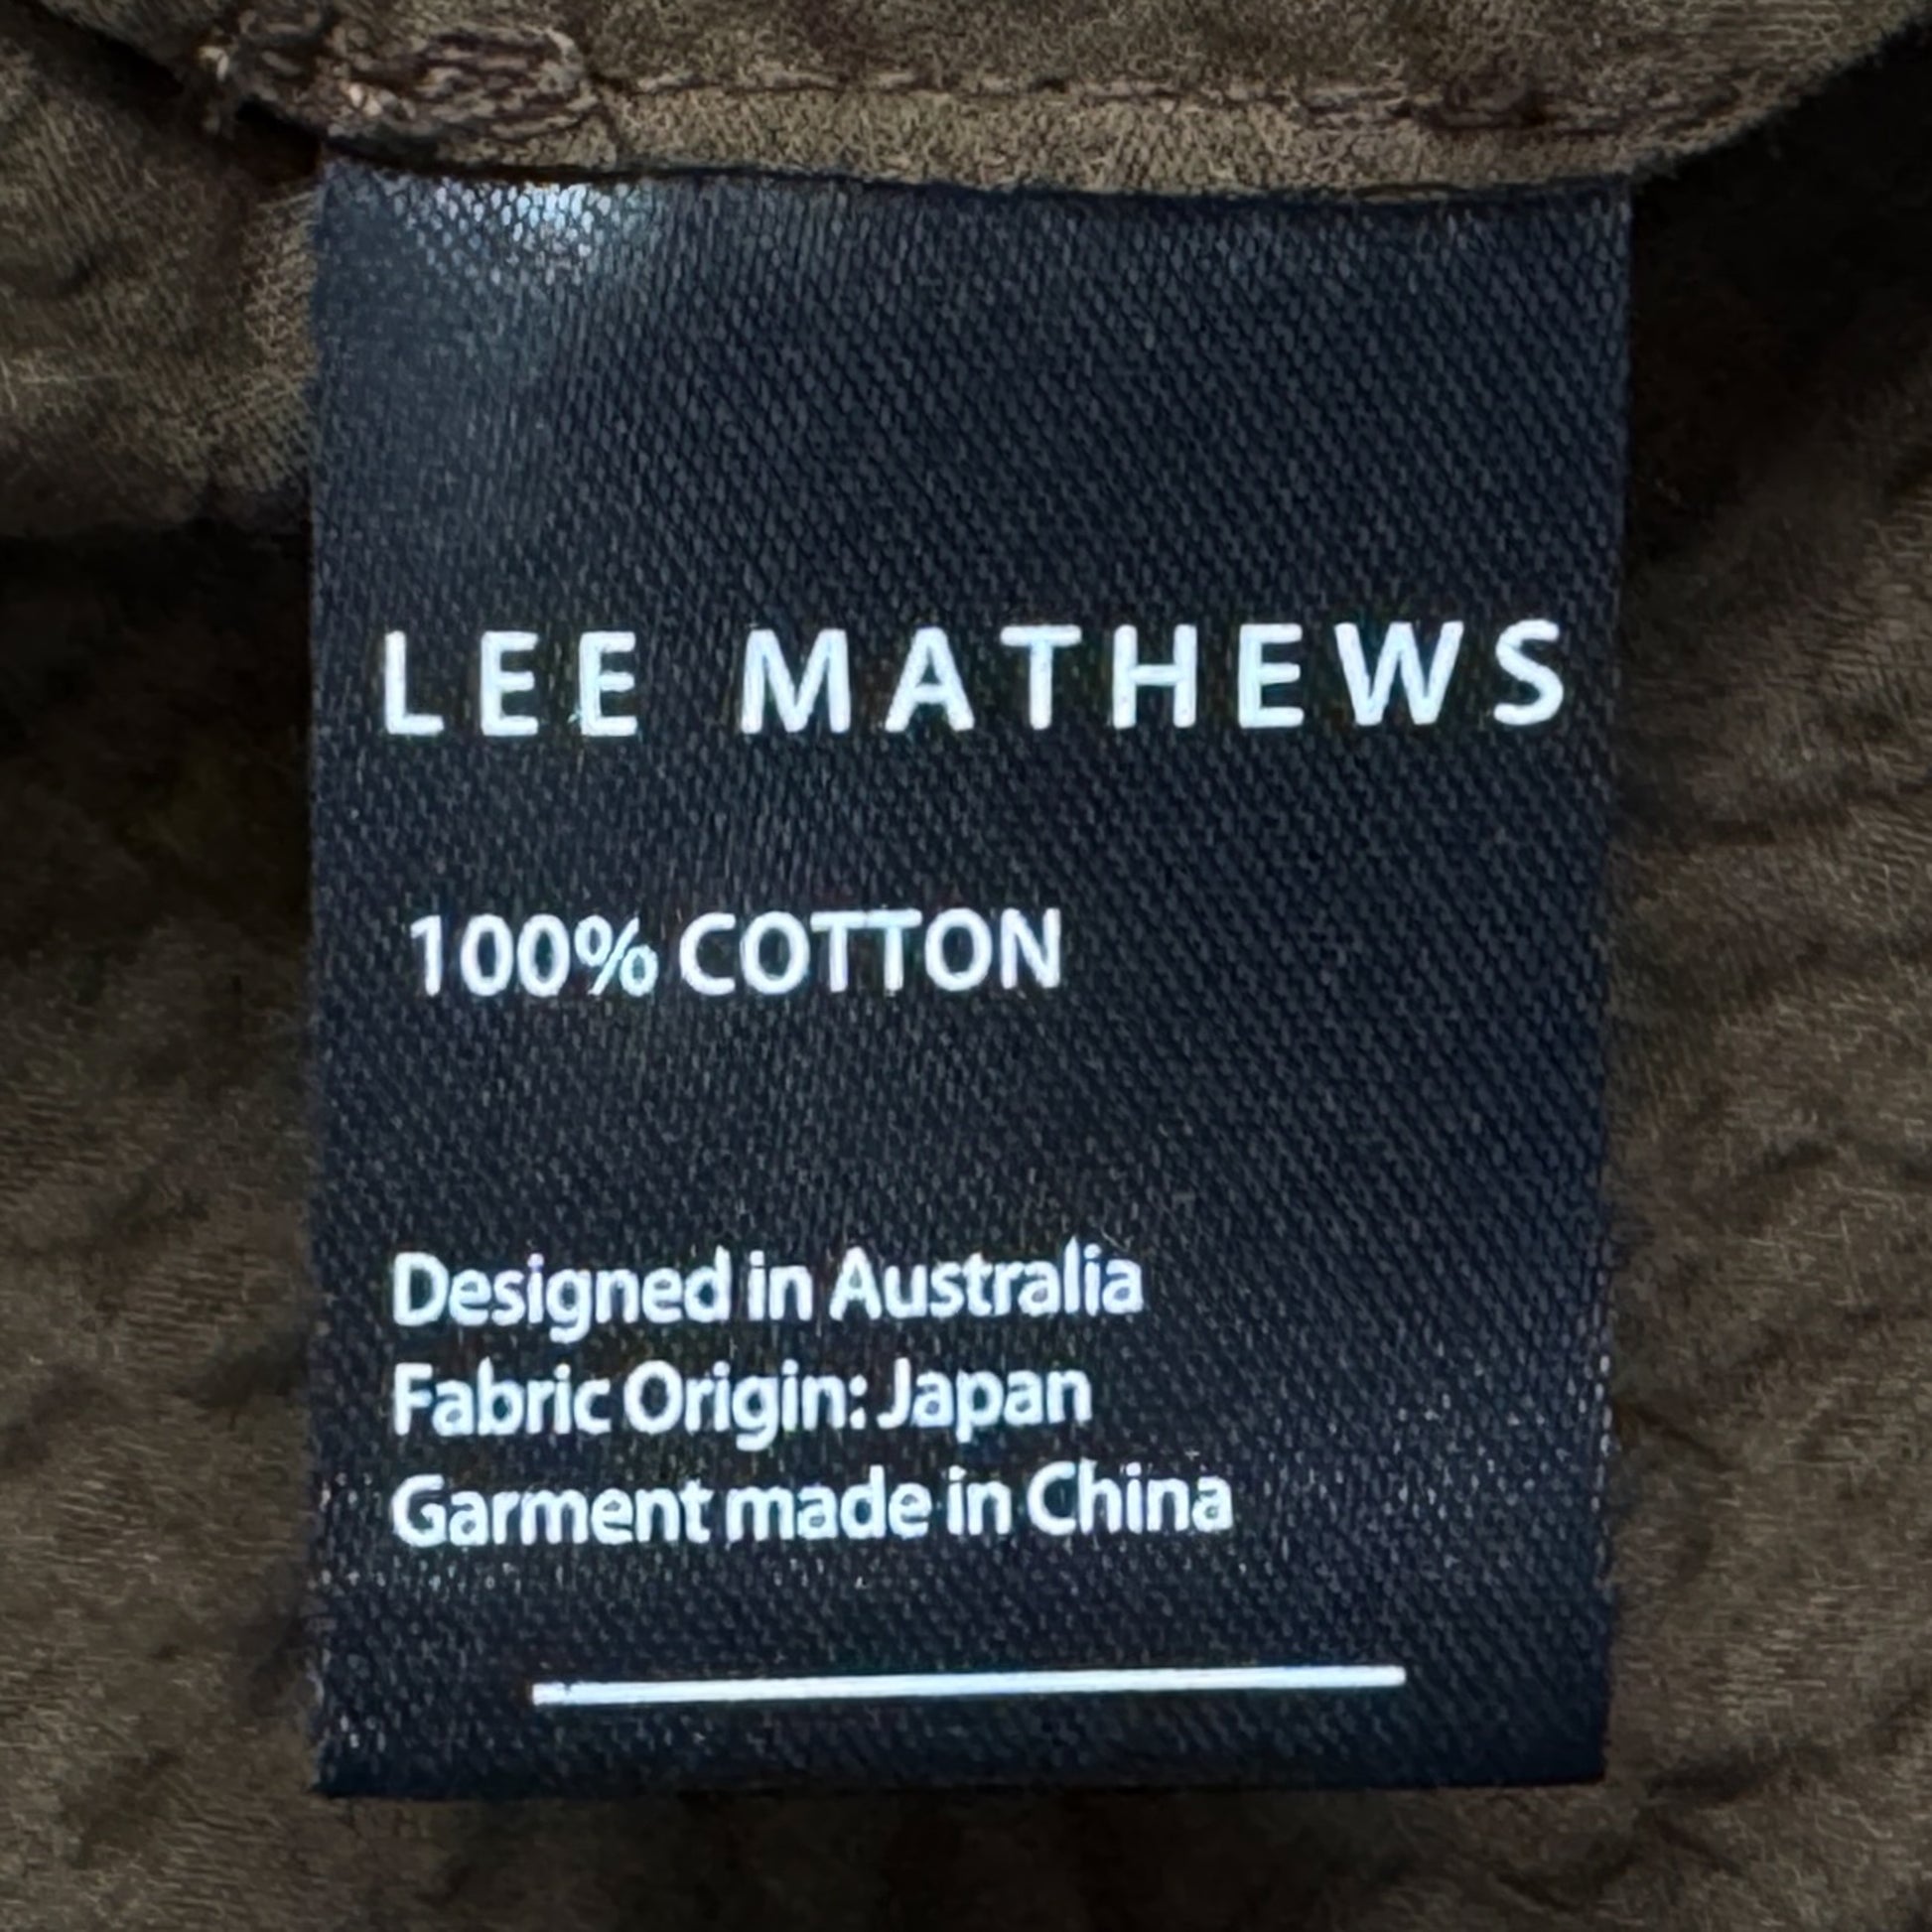 LEE MATHEWS
100% COTTON
Designed in Australia
Fabric Origin: Japan
Garment made in China